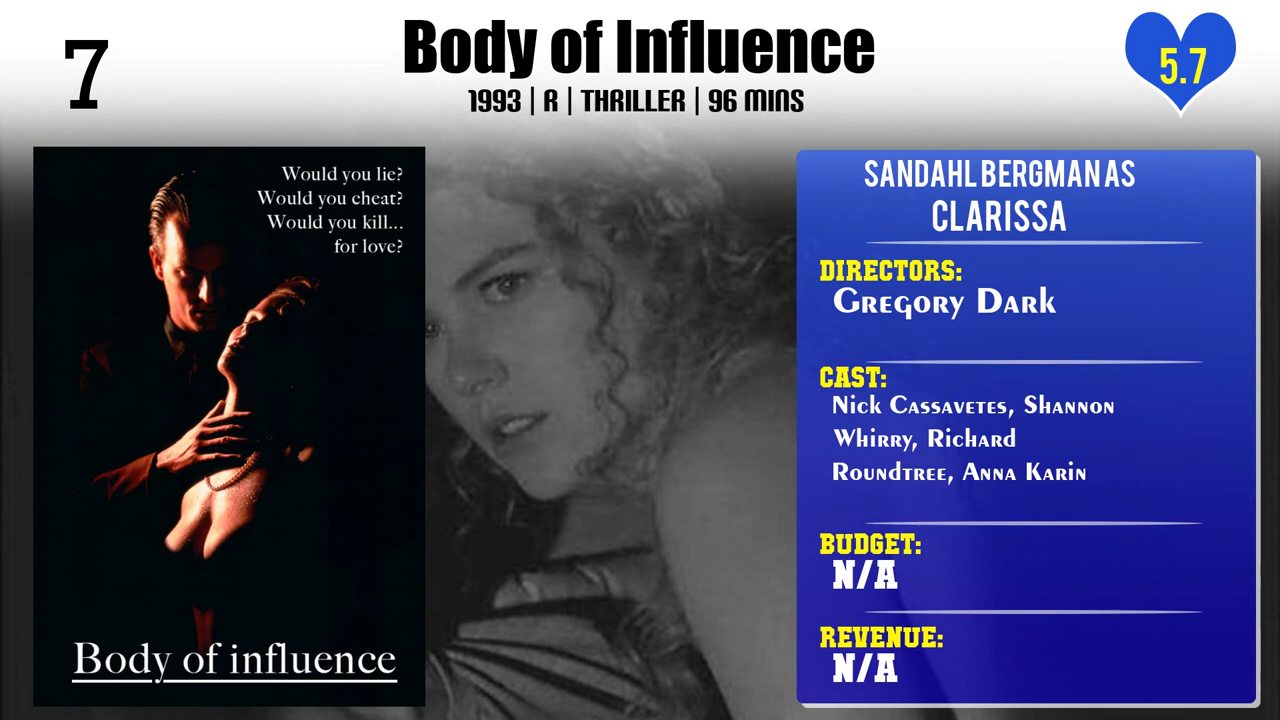 7
Body of Influence
1993 | R | THRILLER | 96 MINS
5.7
Would you lie?
Would you cheat?
Would you kill...
for love?
Body of influence
SANDAHL BERGMAN AS
CLARISSA
DIRECTORS:
Gregory Dark
CAST:
Nick Cassavetes, Shannon
Whirry, Richard
Roundtree, Anna Karin
BUDGET:
N/A
REVENUE:
N/A